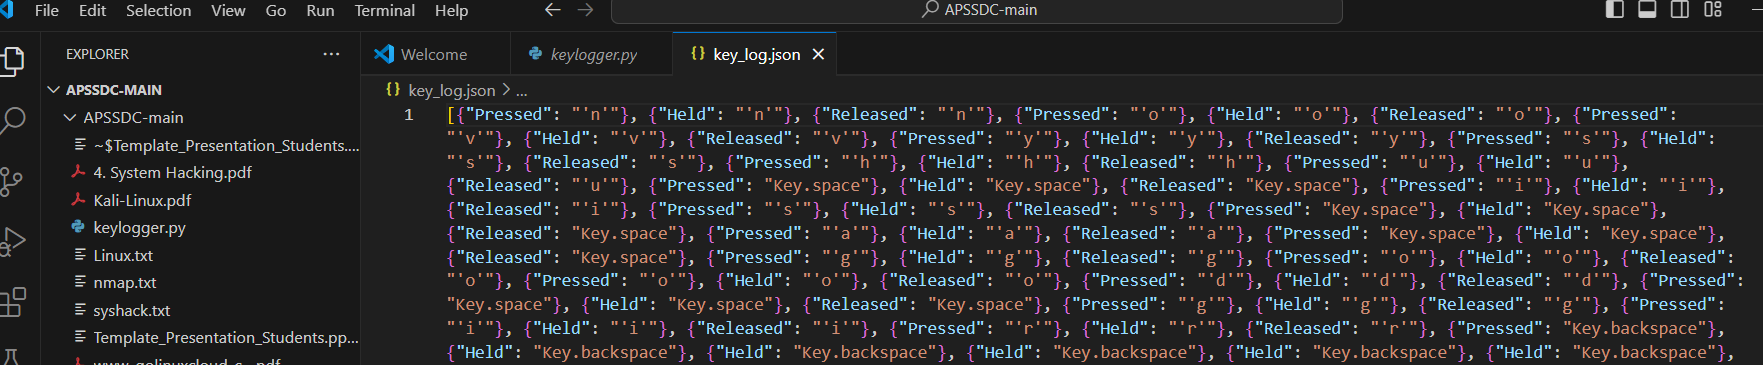 File Edit Selection View Go Run Terminal Help APSSDC-main
EXPLORER
Welcome keylogger.py key_log.json
APSSDC-MAIN
key_log.json > ...
APSSDC-main
~$Template_Presentation_Students....
4. System Hacking.pdf
Kali-Linux.pdf
keylogger.py
Linux.txt
nmap.txt
syshack.txt
Template_Presentation_Students.pp...
1
[{"Pressed": "'n'"}, {"Held": "'n'"}, {"Released": "'n'"}, {"Pressed": "'o'"}, {"Held": "'o'"}, {"Released": "'o'"}, {"Pressed":
"'v'"}, {"Held": "'v'"}, {"Released": "'v'"}, {"Pressed": "'y'"}, {"Held": "'y'"}, {"Released": "'y'"}, {"Pressed": "'s'"}, {"Held":
"'s'"}, {"Released": "'s'"}, {"Pressed": "'h'"}, {"Held": "'h'"}, {"Released": "'h'"}, {"Pressed": "'u'"}, {"Held": "'u'"},
{"Released": "'u'"}, {"Pressed": "Key.space"}, {"Held": "Key.space"}, {"Released": "Key.space"}, {"Pressed": "'i'"}, {"Held": "'i'"},
{"Released": "'i'"}, {"Pressed": "'s'"}, {"Held": "'s'"}, {"Released": "'s'"}, {"Pressed": "Key.space"}, {"Held": "Key.space"},
{"Released": "Key.space"}, {"Pressed": "'a'"}, {"Held": "'a'"}, {"Released": "'a'"}, {"Pressed": "Key.space"}, {"Held": "Key.space"},
{"Released": "Key.space"}, {"Pressed": "'g'"}, {"Held": "'g'"}, {"Released": "'g'"}, {"Pressed": "'o'"}, {"Held": "'o'"}, {"Released":
"'o'"}, {"Pressed": "'o'"}, {"Held": "'o'"}, {"Released": "'o'"}, {"Pressed": "'d'"}, {"Held": "'d'"}, {"Released": "'d'"}, {"Pressed":
"Key.space"}, {"Held": "Key.space"}, {"Released": "Key.space"}, {"Pressed": "'g'"}, {"Held": "'g'"}, {"Released": "'g'"}, {"Pressed":
"'i'"}, {"Held": "'i'"}, {"Released": "'i'"}, {"Pressed": "'r'"}, {"Held": "'r'"}, {"Released": "'r'"}, {"Pressed": "Key.backspace"},
{"Held": "Key.backspace"}, {"Held": "Key.backspace"}, {"Held": "Key.backspace"}, {"Held": "Key.backspace"}, {"Held": "Key.backspace"},